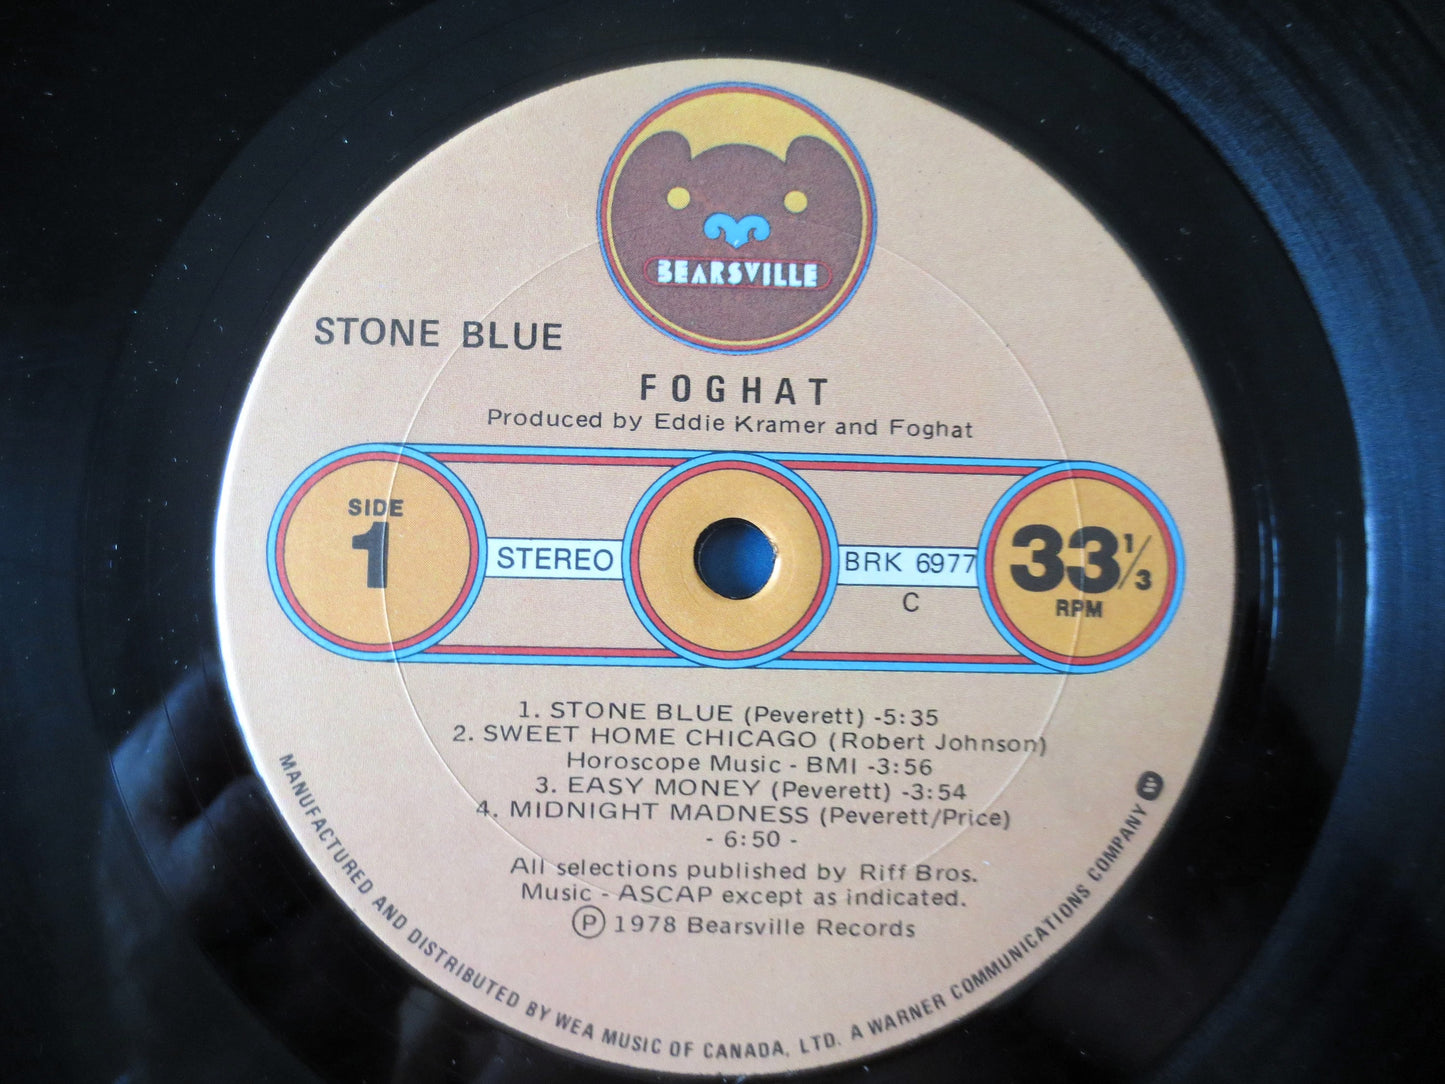 BEARSVILLE
STONE BLUE
FOGHAT
Produced by Eddie Kramer and Foghat
SIDE
1
STEREO
BRK 6977
C
33 1/3
RPM
1. STONE BLUE (Peverett) -5:35
2. SWEET HOME CHICAGO (Robert Johnson)
Horoscope Music - BMI -3:56
3. EASY MONEY (Peverett) -3:54
4. MIDNIGHT MADNESS (Peverett/Price)
- 6:50 -
All selections published by Riff Bros.
Music - ASCAP except as indicated.
Ⓟ 1978 Bearsville Records
MANUFACTURED AND DISTRIBUTED BY WEA MUSIC OF CANADA, LTD. A WARNER COMMUNICATIONS COMPANY